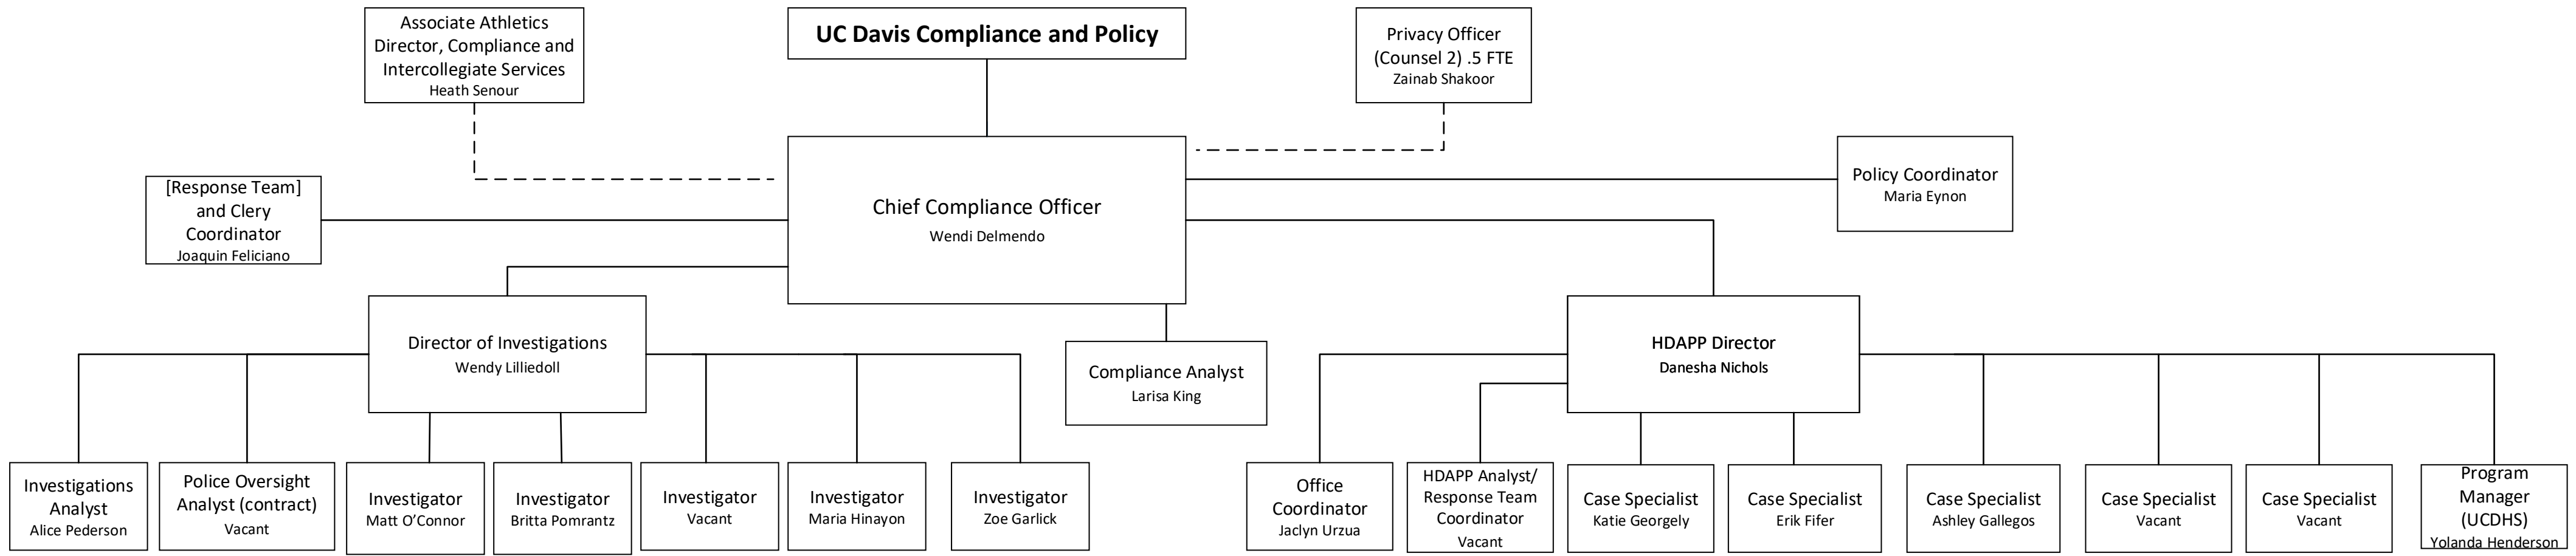 Associate Athletics
Director, Compliance and
Intercollegiate Services
Heath Senour
UC Davis Compliance and Policy
Privacy Officer
(Counsel 2) .5 FTE
Zainab Shakoor
[Response Team]
and Clery
Coordinator
Joaquin Feliciano
Chief Compliance Officer
Wendi Delmendo
Policy Coordinator
Maria Eynon
Director of Investigations
Wendy Lilliedoll
Compliance Analyst
Larisa King
HDAPP Director
Danesha Nichols
Investigations
Analyst
Alice Pederson
Police Oversight
Analyst (contract)
Vacant
Investigator
Matt O’Connor
Investigator
Britta Pomrantz
Investigator
Vacant
Investigator
Maria Hinayon
Investigator
Zoe Garlick
Office
Coordinator
Jaclyn Urzua
HDAPP Analyst/
Response Team
Coordinator
Vacant
Case Specialist
Katie Georgely
Case Specialist
Erik Fifer
Case Specialist
Ashley Gallegos
Case Specialist
Vacant
Case Specialist
Vacant
Program
Manager
(UCDHS)
Yolanda Henderson